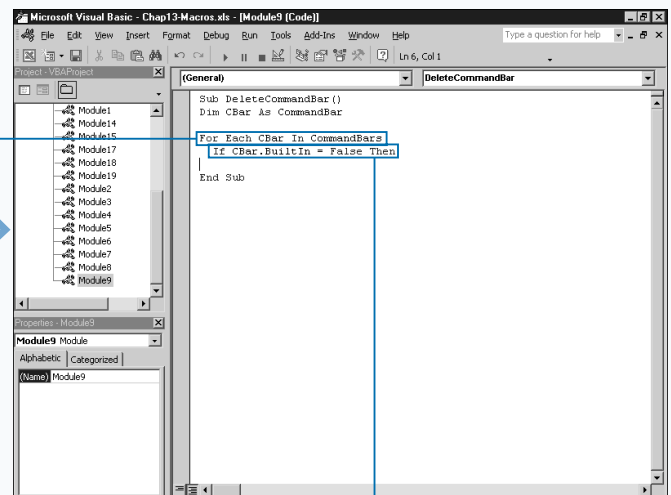 Microsoft Visual Basic - Chap13-Macros.xls - [Module9 (Code)]
File Edit View Insert Format Debug Run Tools Add-Ins Window Help Type a question for help
Ln 6, Col 1
Project - VBAProject
(General) DeleteCommandBar
Module1
Module14
Module15
Module17
Module18
Module19
Module2
Module3
Module4
Module5
Module6
Module7
Module8
Module9
Sub DeleteCommandBar()
Dim CBar As CommandBar
For Each CBar In CommandBars
If CBar.BuiltIn = False Then
End Sub
Properties - Module9
Module9 Module
Alphabetic Categorized
(Name) Module9